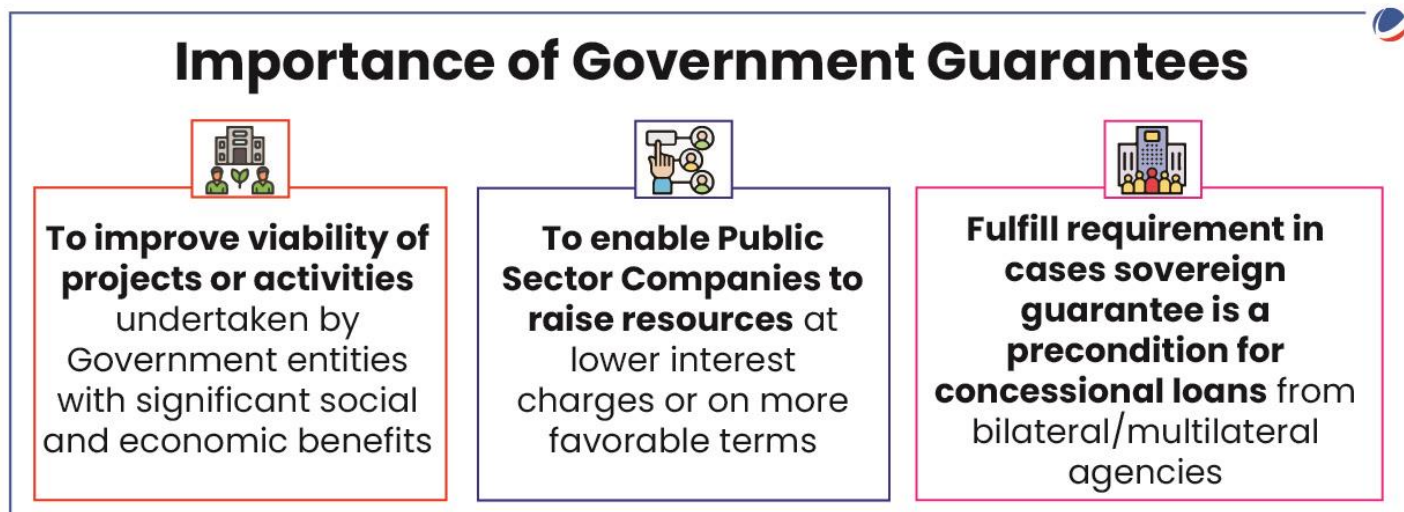 Importance of Government Guarantees
To improve viability of
projects or activities
undertaken by
Government entities
with significant social
and economic benefits
To enable Public
Sector Companies to
raise resources at
lower interest
charges or on more
favorable terms
Fulfill requirement in
cases sovereign
guarantee is a
precondition for
concessional loans from
bilateral/multilateral
agencies